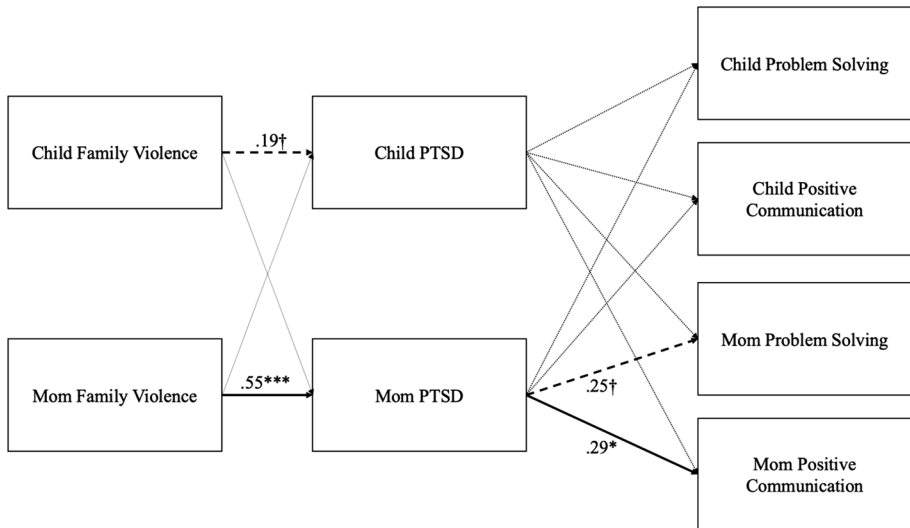 Child Problem Solving
.19†
Child Family Violence
Child PTSD
Child Positive
Communication
Mom Problem Solving
.55***
Mom Family Violence
Mom PTSD
.25†
.29*
Mom Positive
Communication